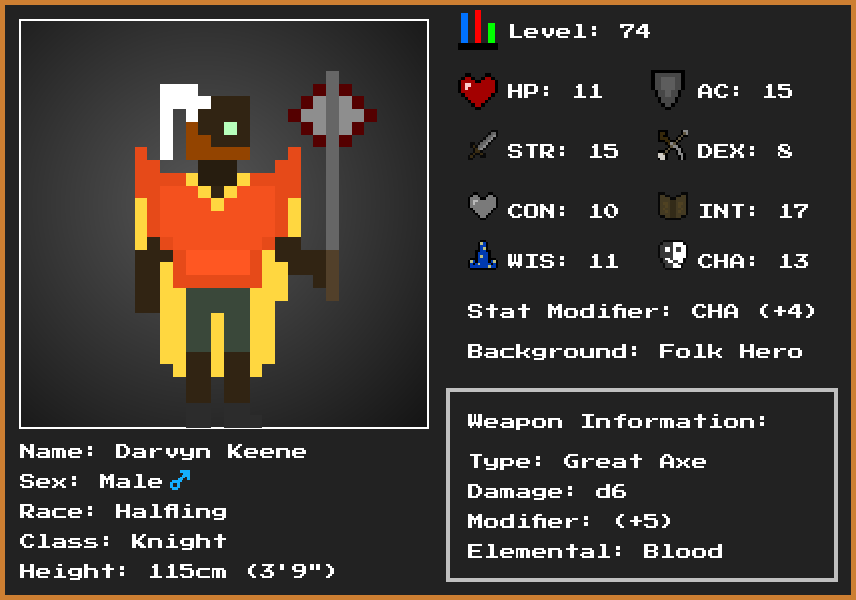 Level: 74
HP: 11
AC: 15
STR: 15
DEX: 8
CON: 10
INT: 17
WIS: 11
CHA: 13
Stat Modifier: CHA (+4)
Background: Folk Hero
Weapon Information:
Type: Great Axe
Damage: d6
Modifier: (+5)
Elemental: Blood
Name: Darvyn Keene
Sex: Male ♂
Race: Halfling
Class: Knight
Height: 115cm (3'9")